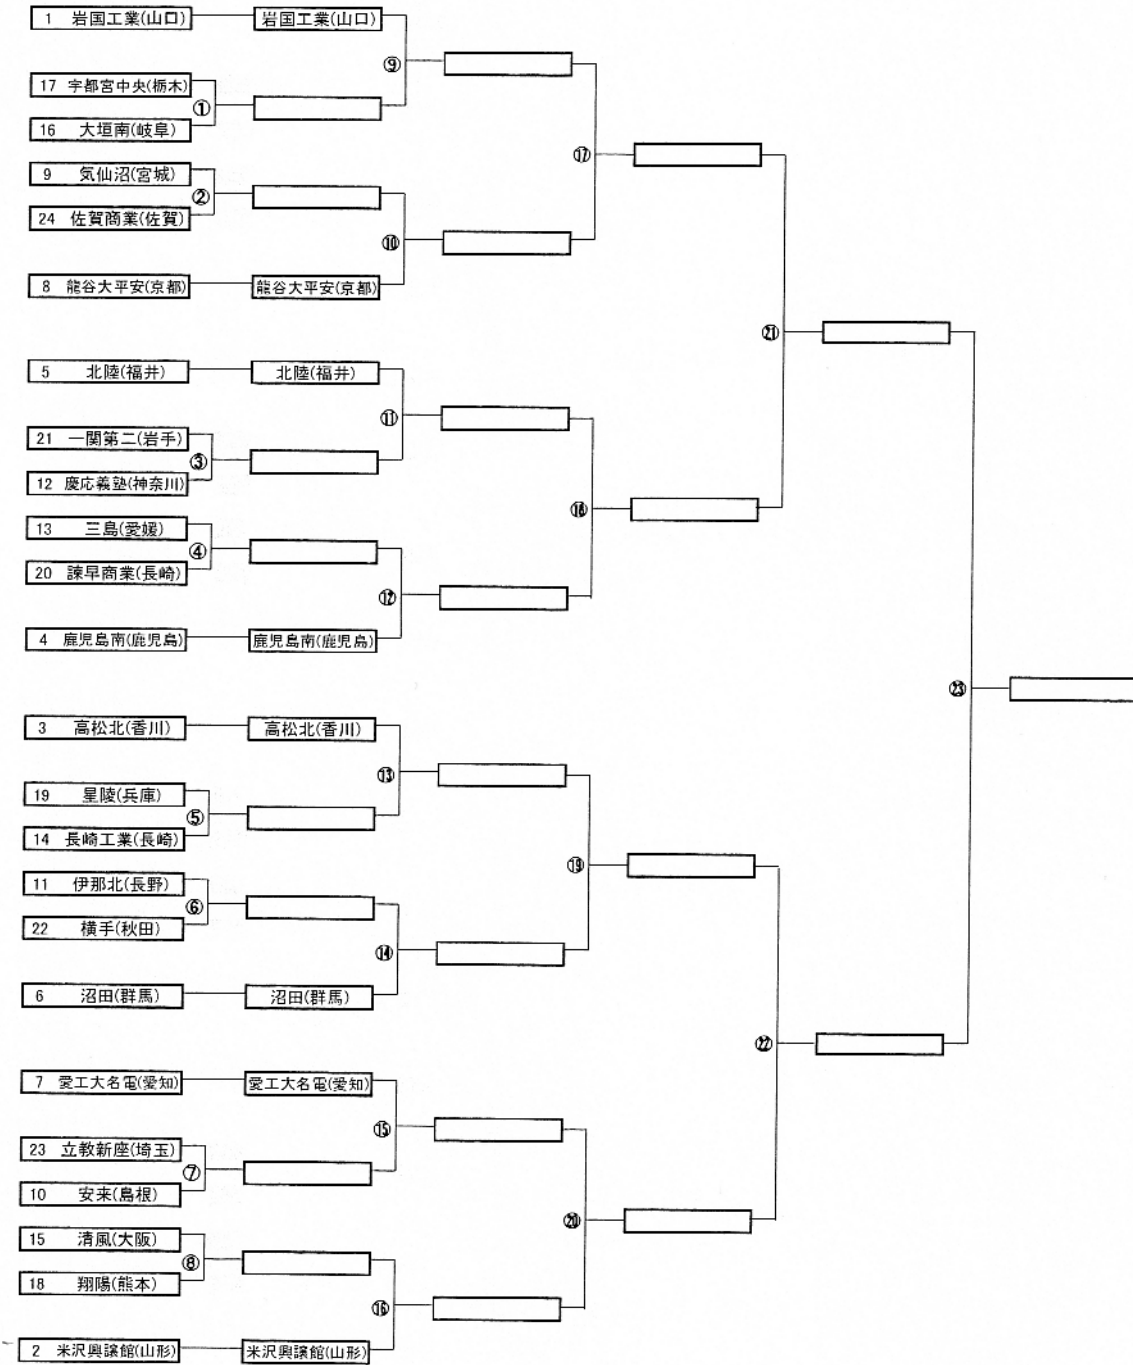 1 岩国工業(山口) 岩国工業(山口)
⑨
17 宇都宮中央(栃木)
①
16 大垣南(岐阜)
⑰
9 気仙沼(宮城)
②
24 佐賀商業(佐賀)
⑩
8 龍谷大平安(京都) 龍谷大平安(京都)
㉑
5 北陸(福井) 北陸(福井)
⑪
21 一関第二(岩手)
③
12 慶応義塾(神奈川)
⑱
13 三島(愛媛)
④
20 諫早商業(長崎)
⑫
4 鹿児島南(鹿児島) 鹿児島南(鹿児島)
㉓
3 高松北(香川) 高松北(香川)
⑬
19 星陵(兵庫)
⑤
14 長崎工業(長崎)
⑲
11 伊那北(長野)
⑥
22 横手(秋田)
⑭
6 沼田(群馬) 沼田(群馬)
㉒
7 愛工大名電(愛知) 愛工大名電(愛知)
⑮
23 立教新座(埼玉)
⑦
10 安来(島根)
⑳
15 清風(大阪)
⑧
18 翔陽(熊本)
⑯
2 米沢興譲館(山形) 米沢興譲館(山形)